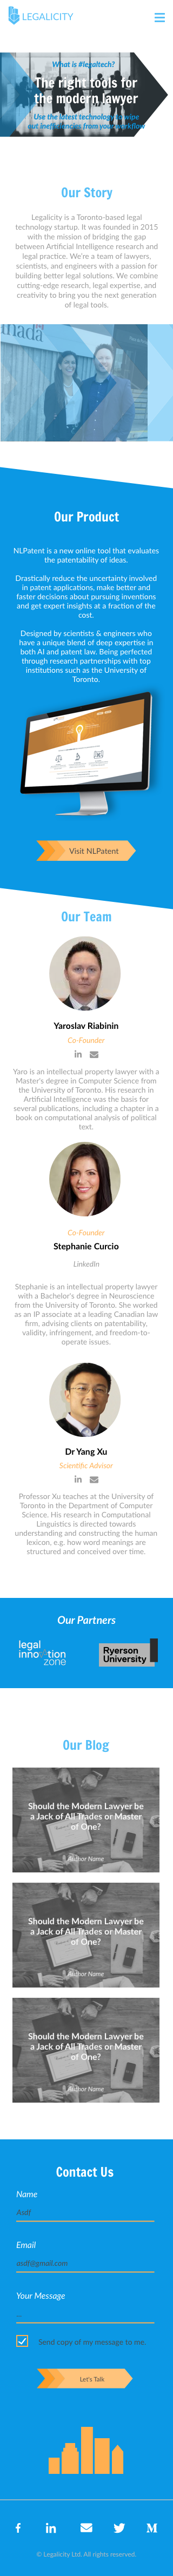 LEGALICITY
What is #legaltech?
The right tools for
the modern lawyer
Use the latest technology to wipe
out inefficiencies from your workflow
Our Story
Legalicity is a Toronto-based legal
technology startup. It was founded in 2015
with the mission of bridging the gap
between Artificial Intelligence research and
legal practice. We're a team of lawyers,
scientists, and engineers with a passion for
building better legal solutions. We combine
cutting-edge research, legal expertise, and
creativity to bring you the next generation
of legal tools.
anada
Our Product
NLPatent is a new online tool that evaluates
the patentability of ideas.
Drastically reduce the uncertainty involved
in patent applications, make better and
faster decisions about pursuing inventions
and get expert insights at a fraction of the
cost.
Designed by scientists & engineers who
have a unique blend of deep expertise in
both AI and patent law. Being perfected
through research partnerships with top
institutions such as the University of
Toronto.
Visit NLPatent
Our Team
Yaroslav Riabinin
Co-Founder
in
Yaro is an intellectual property lawyer with a
Master's degree in Computer Science from
the University of Toronto. His research in
Artificial Intelligence was the basis for
several publications, including a chapter in a
book on computational analysis of political
text.
Co-Founder
Stephanie Curcio
LinkedIn
Stephanie is an intellectual property lawyer
with a Bachelor's degree in Neuroscience
from the University of Toronto. She worked
as an IP associate at a leading Canadian law
firm, advising clients on patentability,
validity, infringement, and freedom-to-
operate issues.
Dr Yang Xu
Scientific Advisor
in
Professor Xu teaches at the University of
Toronto in the Department of Computer
Science. His research in Computational
Linguistics is directed towards
understanding and constructing the human
lexicon, e.g. how word meanings are
structured and conceived over time.
Our Partners
legal
innovation
zone
Ryerson
University
Our Blog
Should the Modern Lawyer be
a Jack of All Trades or Master
of One?
Author Name
Should the Modern Lawyer be
a Jack of All Trades or Master
of One?
Author Name
Should the Modern Lawyer be
a Jack of All Trades or Master
of One?
Author Name
Contact Us
Name
Asdf
Email
asdf@gmail.com
Your Message
...
Send copy of my message to me.
Let's Talk
f in M
© Legalicity Ltd. All rights reserved.